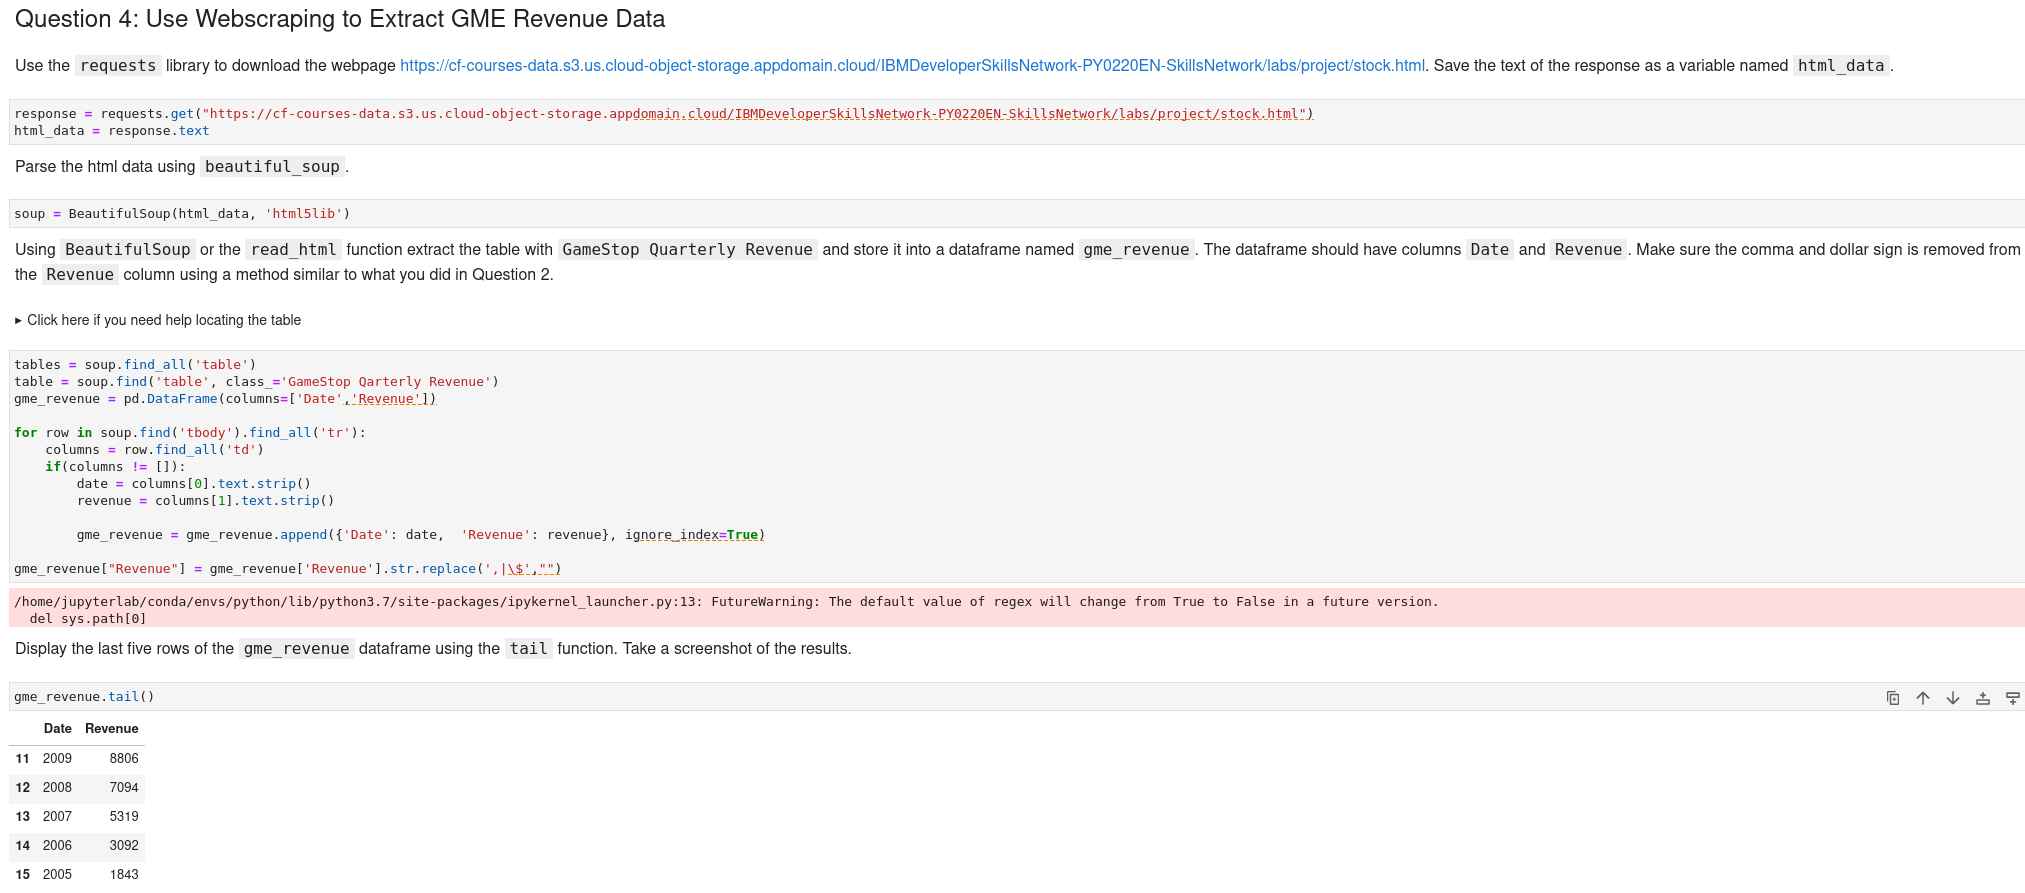 Question 4: Use Webscraping to Extract GME Revenue Data
Use the requests library to download the webpage https://cf-courses-data.s3.us.cloud-object-storage.appdomain.cloud/IBMDeveloperSkillsNetwork-PY0220EN-SkillsNetwork/labs/project/stock.html. Save the text of the response as a variable named html_data.
response = requests.get("https://cf-courses-data.s3.us.cloud-object-storage.appdomain.cloud/IBMDeveloperSkillsNetwork-PY0220EN-SkillsNetwork/labs/project/stock.html")
html_data = response.text
Parse the html data using beautiful_soup.
soup = BeautifulSoup(html_data, 'html5lib')
Using BeautifulSoup or the read_html function extract the table with GameStop Quarterly Revenue and store it into a dataframe named gme_revenue. The dataframe should have columns Date and Revenue. Make sure the comma and dollar sign is removed from
the Revenue column using a method similar to what you did in Question 2.
▸ Click here if you need help locating the table
tables = soup.find_all('table')
table = soup.find('table', class_='GameStop Qarterly Revenue')
gme_revenue = pd.DataFrame(columns=['Date','Revenue'])
for row in soup.find('tbody').find_all('tr'):
    columns = row.find_all('td')
    if(columns != []):
        date = columns[0].text.strip()
        revenue = columns[1].text.strip()
        gme_revenue = gme_revenue.append({'Date': date,  'Revenue': revenue}, ignore_index=True)
gme_revenue["Revenue"] = gme_revenue['Revenue'].str.replace(',|\$',"")
/home/jupyterlab/conda/envs/python/lib/python3.7/site-packages/ipykernel_launcher.py:13: FutureWarning: The default value of regex will change from True to False in a future version.
  del sys.path[0]
Display the last five rows of the gme_revenue dataframe using the tail function. Take a screenshot of the results.
gme_revenue.tail()
Date Revenue
11 2009 8806
12 2008 7094
13 2007 5319
14 2006 3092
15 2005 1843